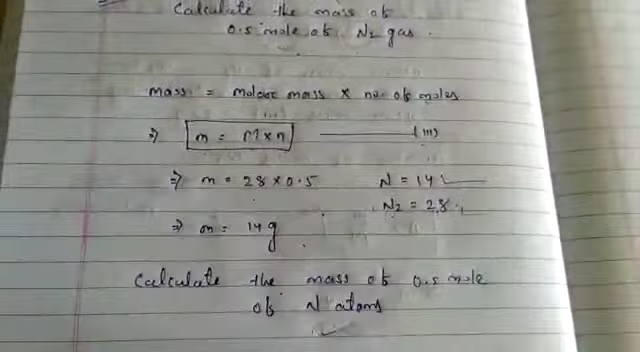 Calculate the mass of
0.5 mole of N₂ gas.
mass = molar mass × no. of moles
⇒ m = M×n (III)
⇒ m = 28 × 0.5 N = 14
N₂ = 28.
⇒ m = 14g
Calculate the mass of 0.5 mole
of N atoms